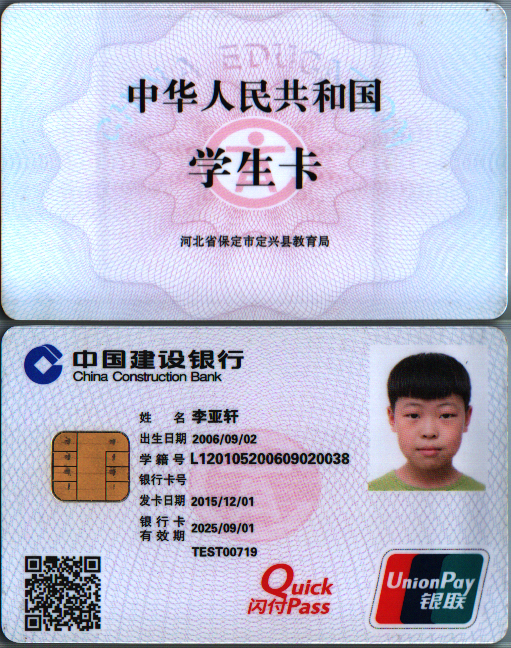 中华人民共和国
学生卡
河北省保定市定兴县教育局
中国建设银行
China Construction Bank
姓 名 李亚轩
出生日期 2006/09/02
学籍号 L120105200609020038
银行卡号
发卡日期 2015/12/01
银行卡有效期 2025/09/01
TEST00719
Quick
闪付Pass
UnionPay
银联